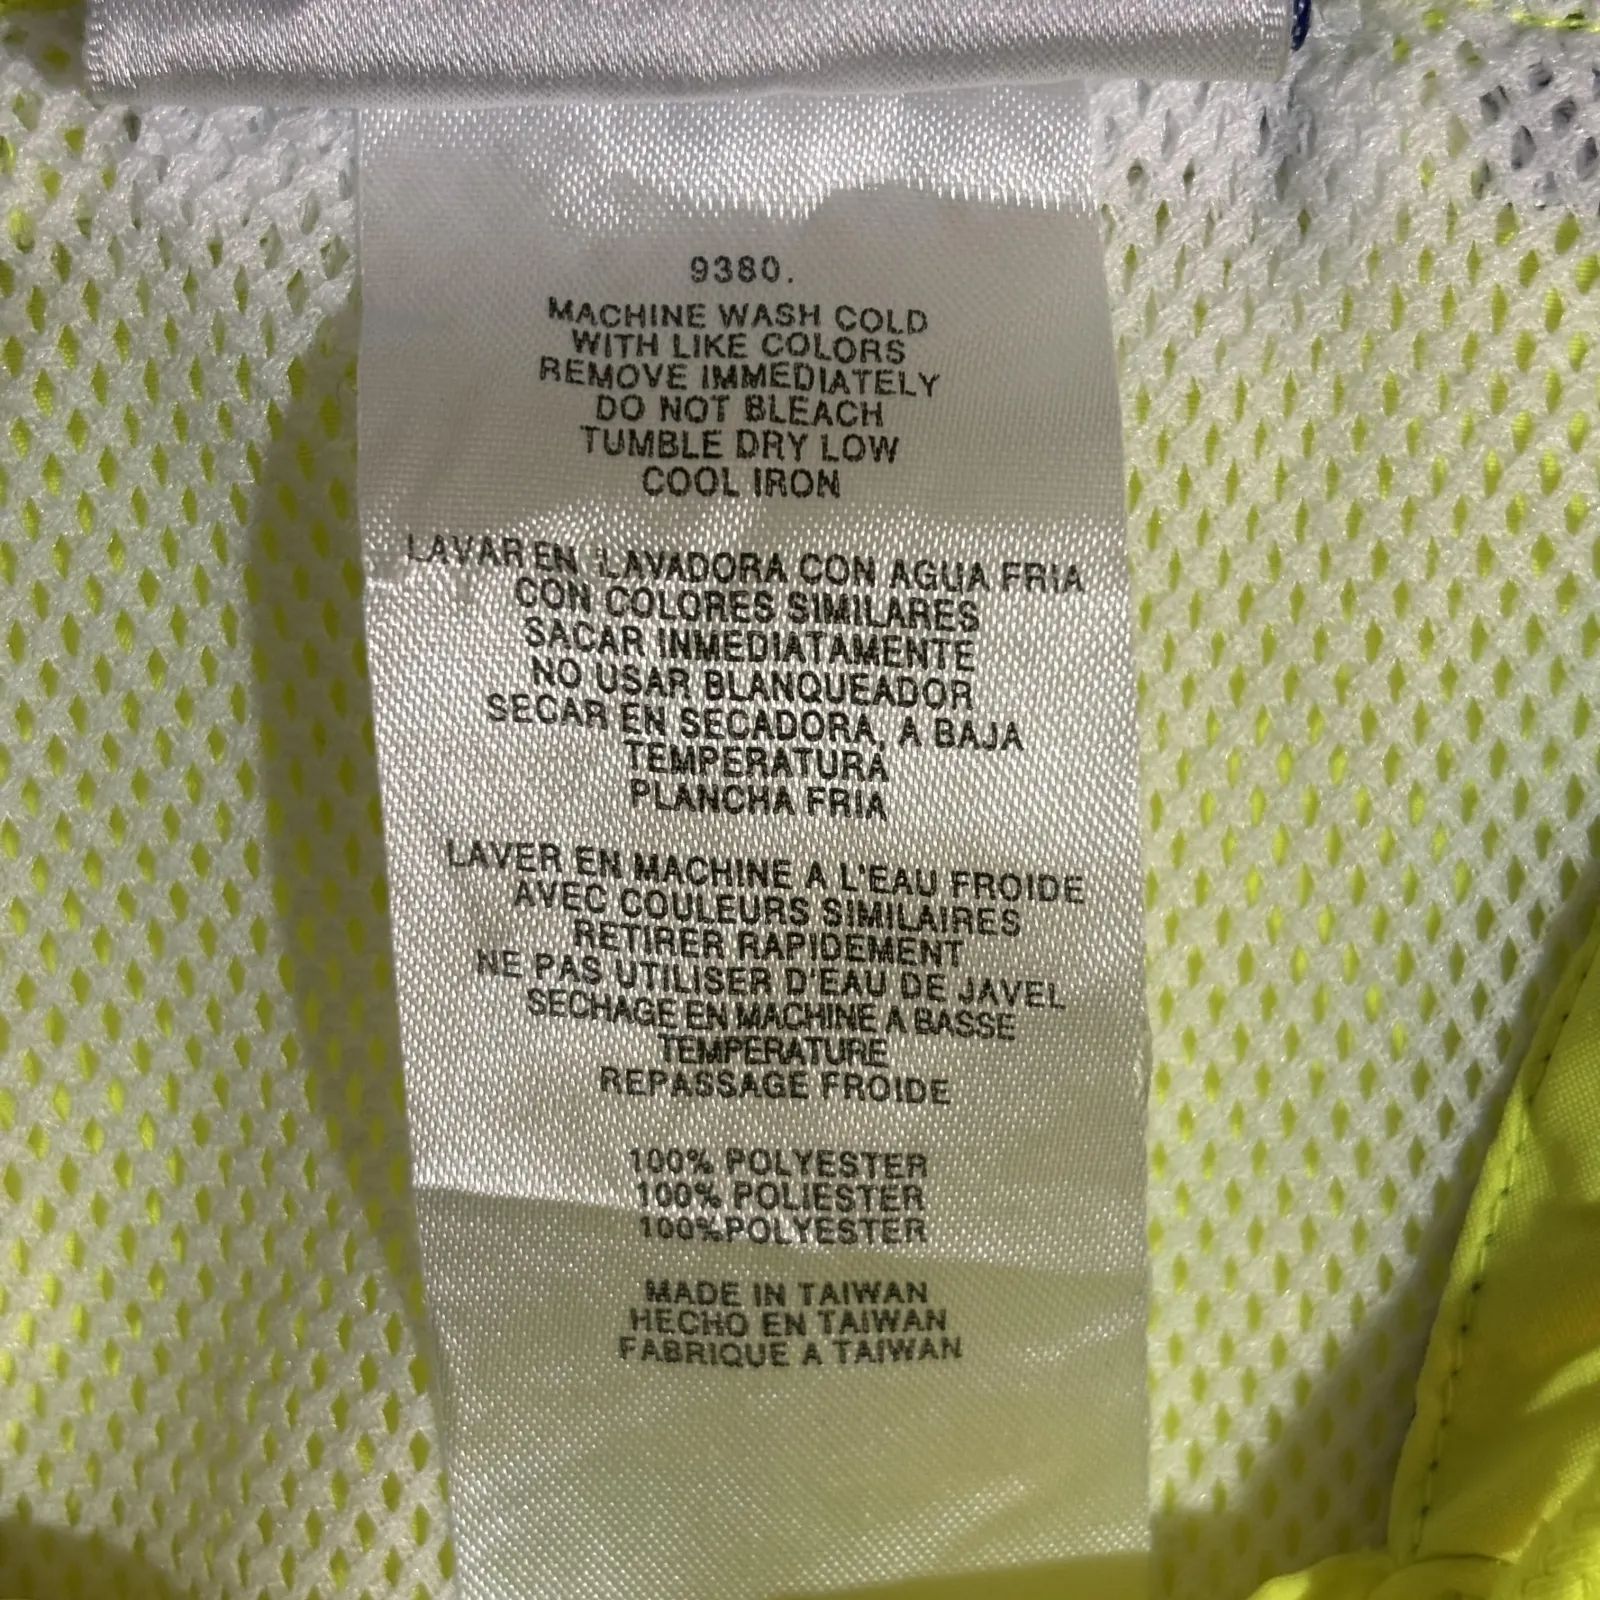 9380.
MACHINE WASH COLD
WITH LIKE COLORS
REMOVE IMMEDIATELY
DO NOT BLEACH
TUMBLE DRY LOW
COOL IRON
LAVAR EN LAVADORA CON AGUA FRIA
CON COLORES SIMILARES
SACAR INMEDIATAMENTE
NO USAR BLANQUEADOR
SECAR EN SECADORA, A BAJA
TEMPERATURA
PLANCHA FRIA
LAVER EN MACHINE A L'EAU FROIDE
AVEC COULEURS SIMILAIRES
RETIRER RAPIDEMENT
NE PAS UTILISER D'EAU DE JAVEL
SECHAGE EN MACHINE A BASSE
TEMPERATURE
REPASSAGE FROIDE
100% POLYESTER
100% POLIESTER
100%POLYESTER
MADE IN TAIWAN
HECHO EN TAIWAN
FABRIQUE A TAIWAN